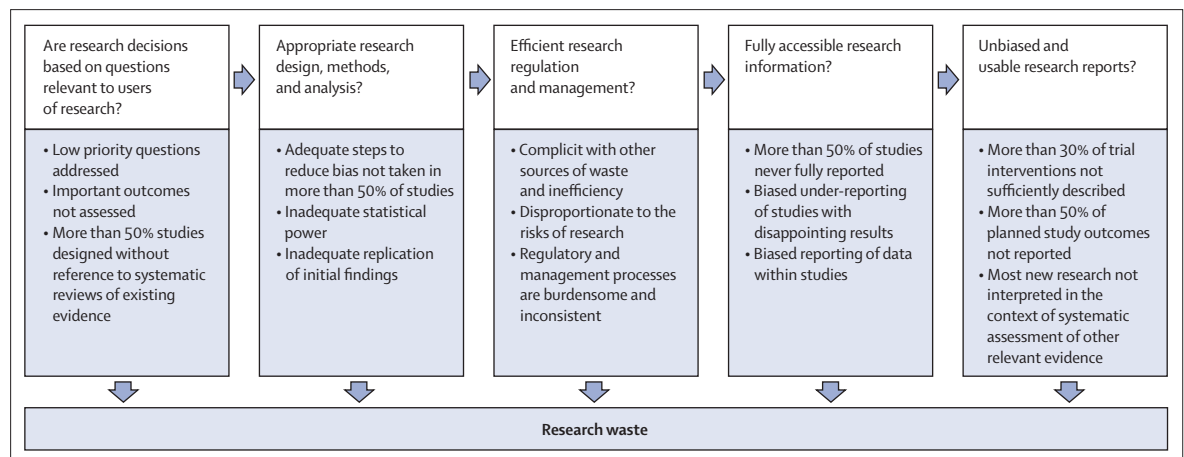 Are research decisions
based on questions
relevant to users
of research?
• Low priority questions
addressed
• Important outcomes
not assessed
• More than 50% studies
designed without
reference to systematic
reviews of existing
evidence
Appropriate research
design, methods,
and analysis?
• Adequate steps to
reduce bias not taken in
more than 50% of studies
• Inadequate statistical
power
• Inadequate replication
of initial findings
Efficient research
regulation
and management?
• Complicit with other
sources of waste
and inefficiency
• Disproportionate to the
risks of research
• Regulatory and
management processes
are burdensome and
inconsistent
Fully accessible research
information?
• More than 50% of studies
never fully reported
• Biased under-reporting
of studies with
disappointing results
• Biased reporting of data
within studies
Unbiased and
usable research reports?
• More than 30% of trial
interventions not
sufficiently described
• More than 50% of
planned study outcomes
not reported
• Most new research not
interpreted in the
context of systematic
assessment of other
relevant evidence
Research waste